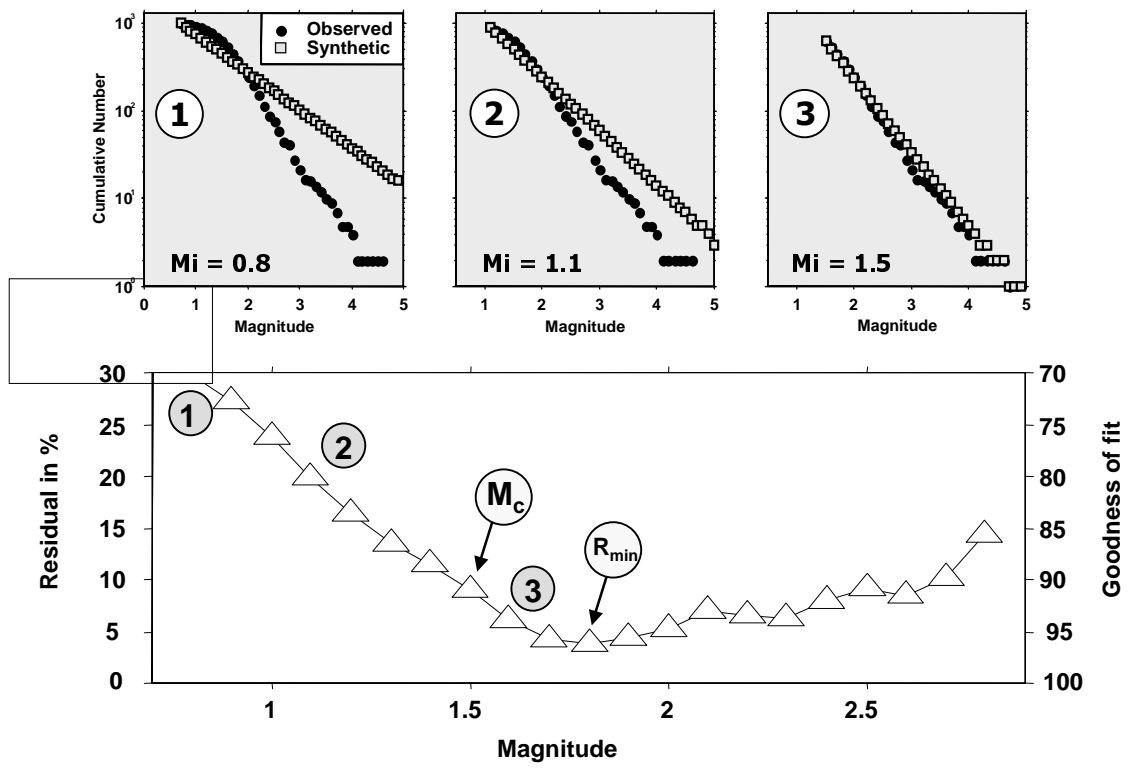 10³
10²
10¹
10⁰
Cumulative Number
Observed
Synthetic
1
Mi = 0.8
0 1 2 3 4 5
Magnitude
2
Mi = 1.1
1 2 3 4 5
Magnitude
3
Mi = 1.5
1 2 3 4 5
Magnitude
30
25
20
15
10
5
0
Residual in %
1
2
Mc
3
Rmin
70
75
80
85
90
95
100
Goodness of fit
1 1.5 2 2.5
Magnitude